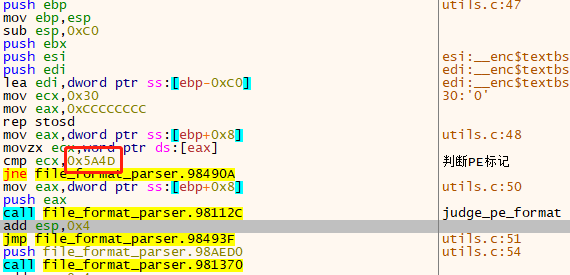 push ebp utils.c:47
mov ebp,esp
sub esp,0xC0
push ebx
push esi esi:__enc$textbs
push edi edi:__enc$textbs
lea edi,dword ptr ss:[ebp-0xC0] edi:__enc$textbs
mov ecx,0x30 30:'0'
mov eax,0xCCCCCCCC
rep stosd
mov eax,dword ptr ss:[ebp+0x8] utils.c:48
movzx ecx,word ptr ds:[eax]
cmp ecx,0x5A4D 判断PE标记
jne file_format_parser.98490A
mov eax,dword ptr ss:[ebp+0x8] utils.c:50
push eax
call file_format_parser.98112C judge_pe_format
add esp,0x4
jmp file_format_parser.98493F utils.c:51
push file_format_parser.98AED0 utils.c:54
call file_format_parser.981370